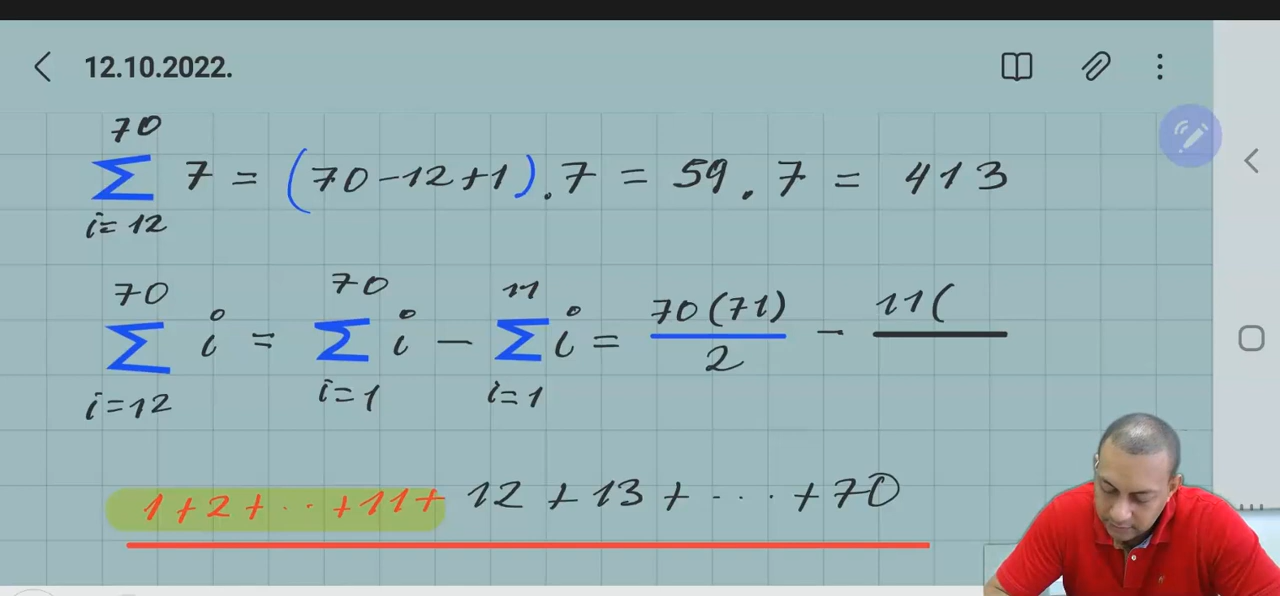 12.10.2022.
70
Σ 7 = (70-12+1).7 = 59.7 = 413
i=12
70 70 11
Σ i = Σ i - Σ i = 70(71)/2 - 11(
i=12 i=1 i=1
1+2+..+11+ 12+13+...+70